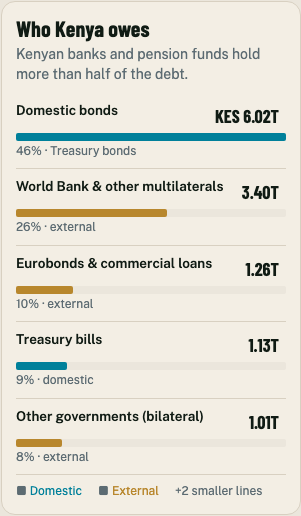 Who Kenya owes
Kenyan banks and pension funds hold
more than half of the debt.
Domestic bonds
KES 6.02T
46% · Treasury bonds
World Bank & other multilaterals
3.40T
26% · external
Eurobonds & commercial loans
1.26T
10% · external
Treasury bills
1.13T
9% · domestic
Other governments (bilateral)
1.01T
8% · external
Domestic External +2 smaller lines